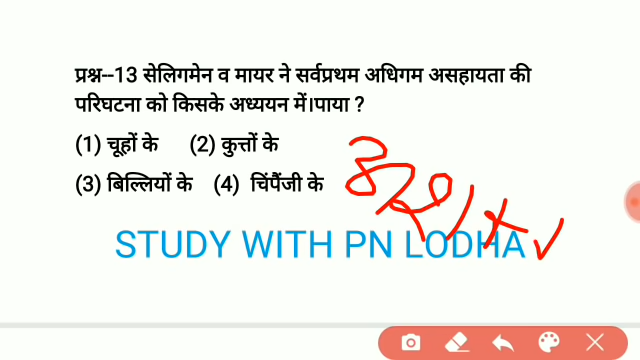 प्रश्न--13 सेलिगमेन व मायर ने सर्वप्रथम अधिगम असहायता की
परिघटना को किसके अध्ययन में।पाया ?
(1) चूहों के (2) कुत्तों के
(3) बिल्लियों के (4) चिंपैंजी के
STUDY WITH PN LODHA